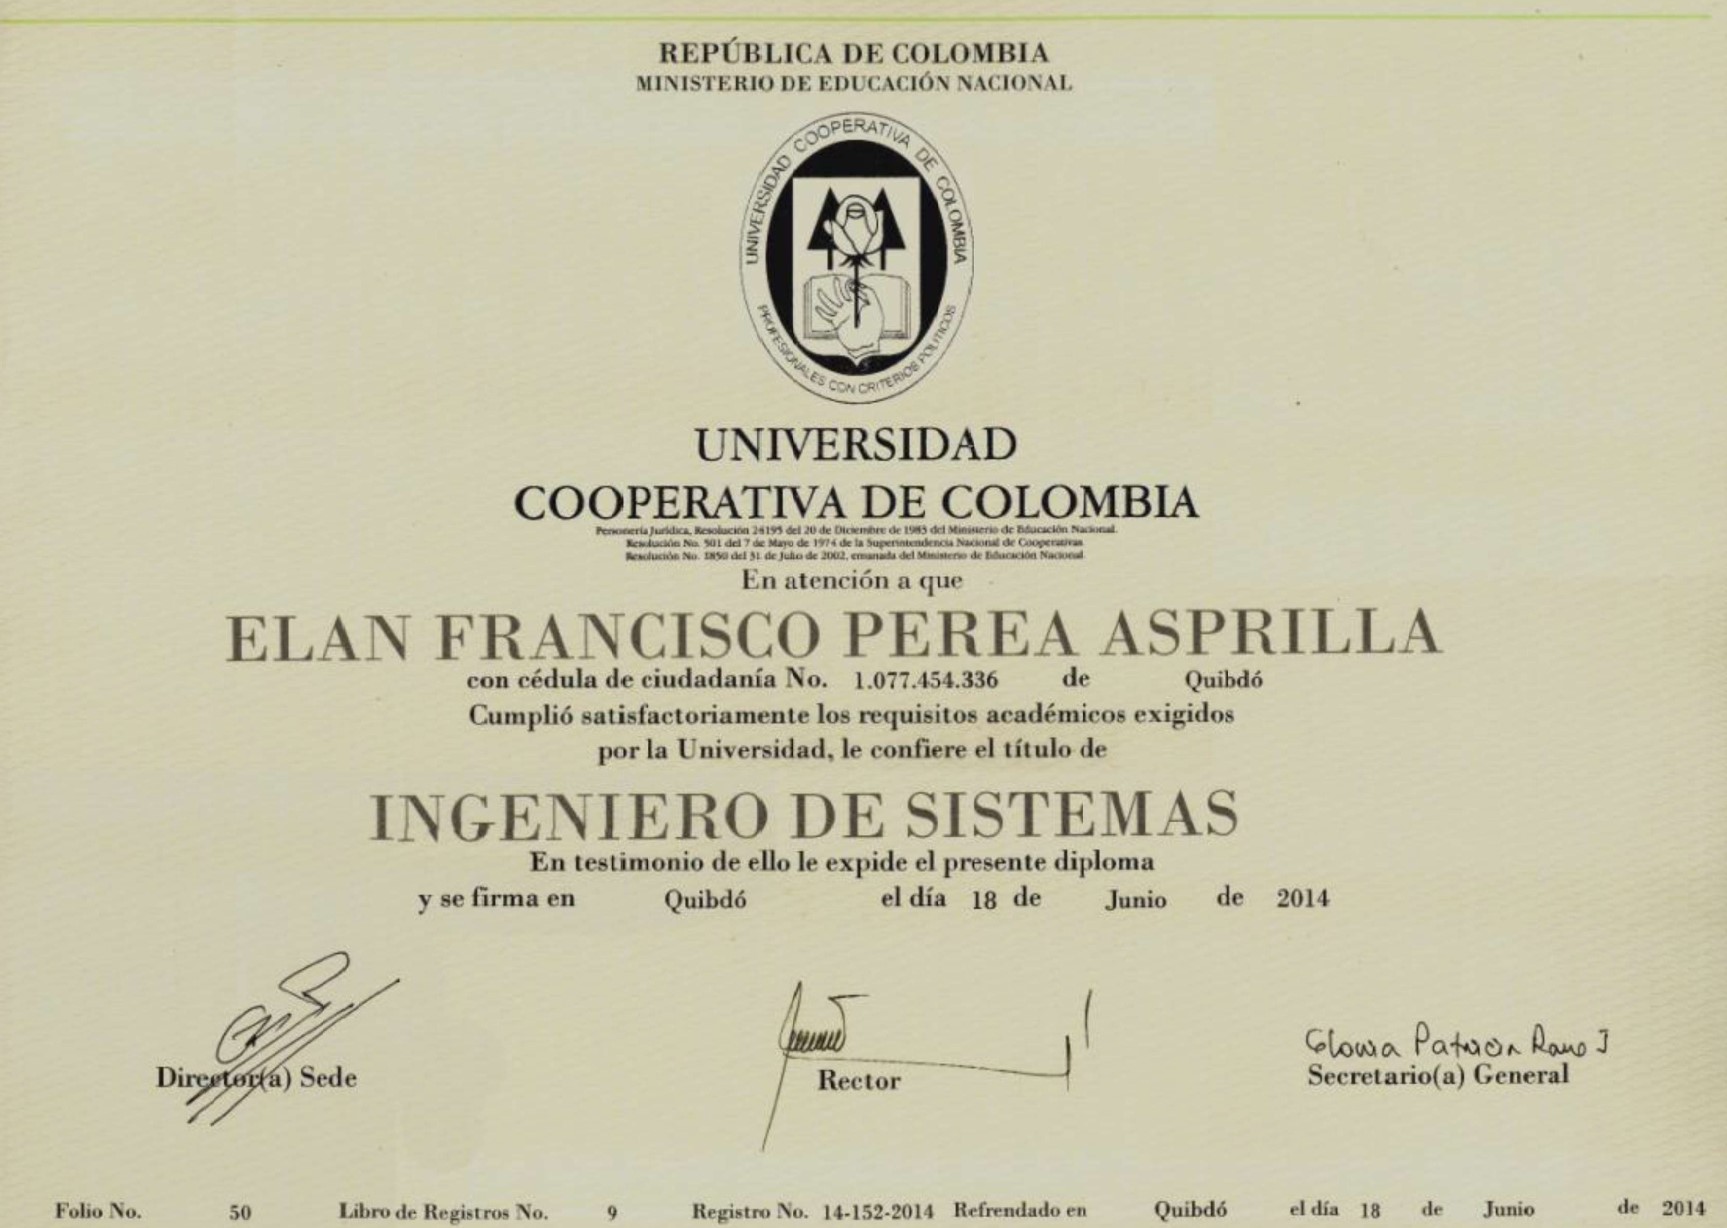 REPÚBLICA DE COLOMBIA
MINISTERIO DE EDUCACIÓN NACIONAL
UNIVERSIDAD COOPERATIVA DE COLOMBIA
PROFESIONALES CON CRITERIOS POLITICOS
UNIVERSIDAD
COOPERATIVA DE COLOMBIA
Personería Jurídica, Resolución 24195 del 20 de Diciembre de 1983 del Ministerio de Educación Nacional.
Resolución No. 501 del 7 de Mayo de 1974 de la Superintendencia Nacional de Cooperativas
Resolución No. 1850 del 31 de Julio de 2002, emanada del Ministerio de Educación Nacional
En atención a que
ELAN FRANCISCO PEREA ASPRILLA
con cédula de ciudadanía No. 1.077.454.336 de Quibdó
Cumplió satisfactoriamente los requisitos académicos exigidos
por la Universidad, le confiere el título de
INGENIERO DE SISTEMAS
En testimonio de ello le expide el presente diploma
y se firma en Quibdó el día 18 de Junio de 2014
Gloria Patricia
Director(a) Sede
Rector
Secretario(a) General
Folio No. 50 Libro de Registros No. 9 Registro No. 14-152-2014 Refrendado en Quibdó el día 18 de Junio de 2014